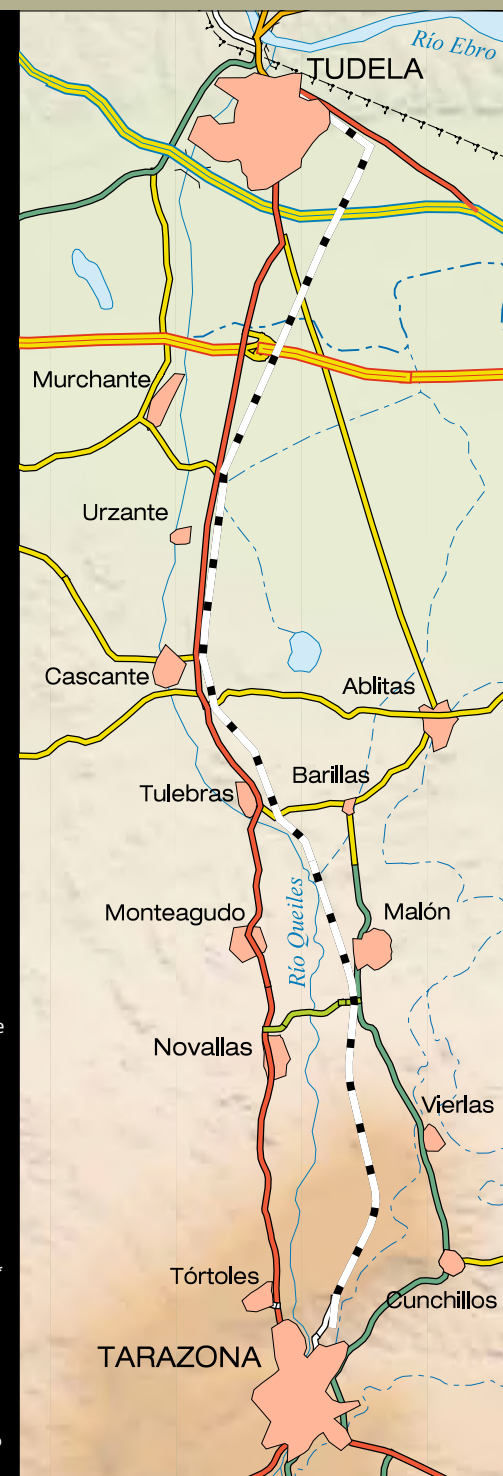 Río Ebro
TUDELA
Murchante
Urzante
Cascante
Ablitas
Barillas
Tulebras
Río Queiles
Monteagudo
Malón
Novallas
Vierlas
Tórtoles
Cunchillos
TARAZONA